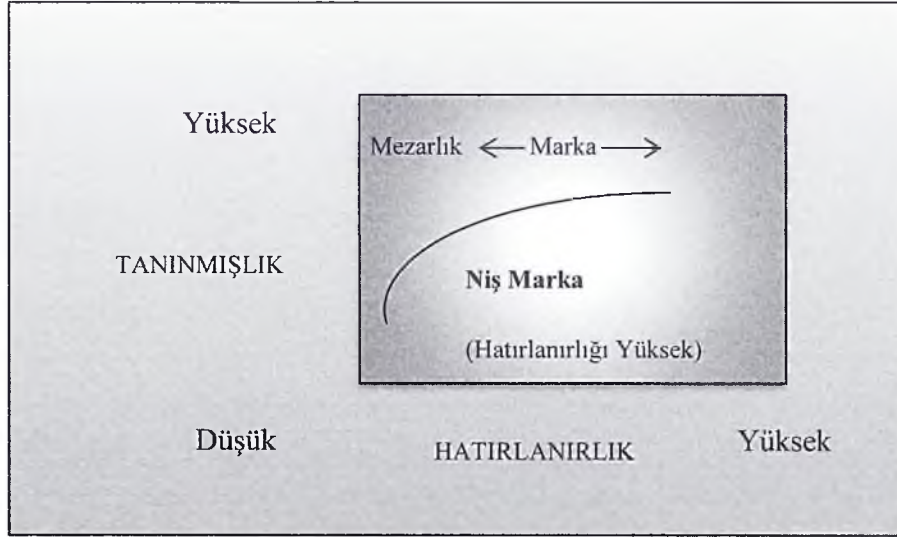 Yüksek
Mezarlık Marka
TANINMIŞLIK
Niş Marka
(Hatırlanırlığı Yüksek)
Düşük
HATIRLANIRLIK
Yüksek